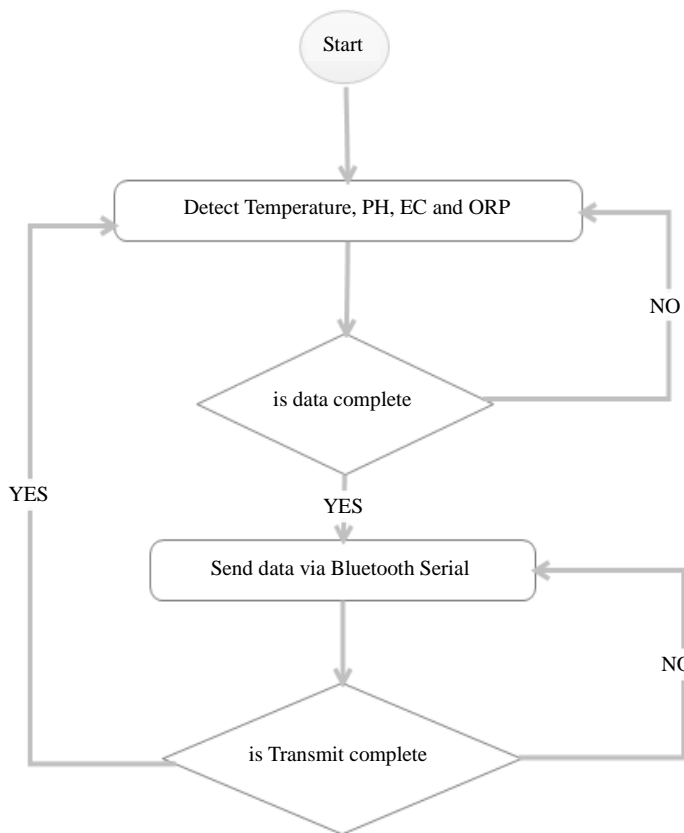 Start
Detect Temperature, PH, EC and ORP
NO
is data complete
YES
YES
Send data via Bluetooth Serial
NO
is Transmit complete